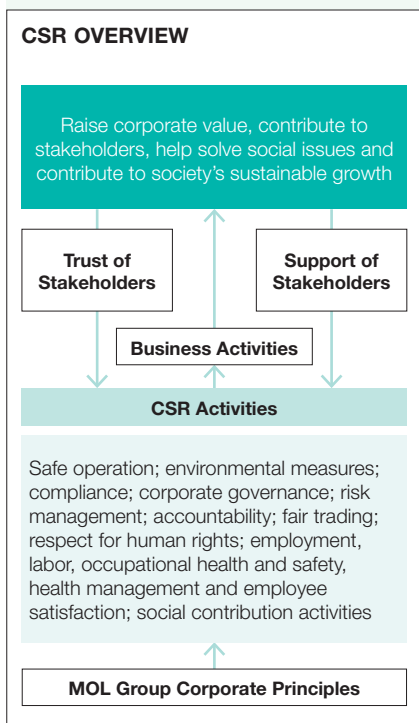 CSR OVERVIEW
Raise corporate value, contribute to
stakeholders, help solve social issues and
contribute to society's sustainable growth
Trust of
Stakeholders
Support of
Stakeholders
Business Activities
CSR Activities
Safe operation; environmental measures;
compliance; corporate governance; risk
management; accountability; fair trading;
respect for human rights; employment,
labor, occupational health and safety,
health management and employee
satisfaction; social contribution activities
MOL Group Corporate Principles